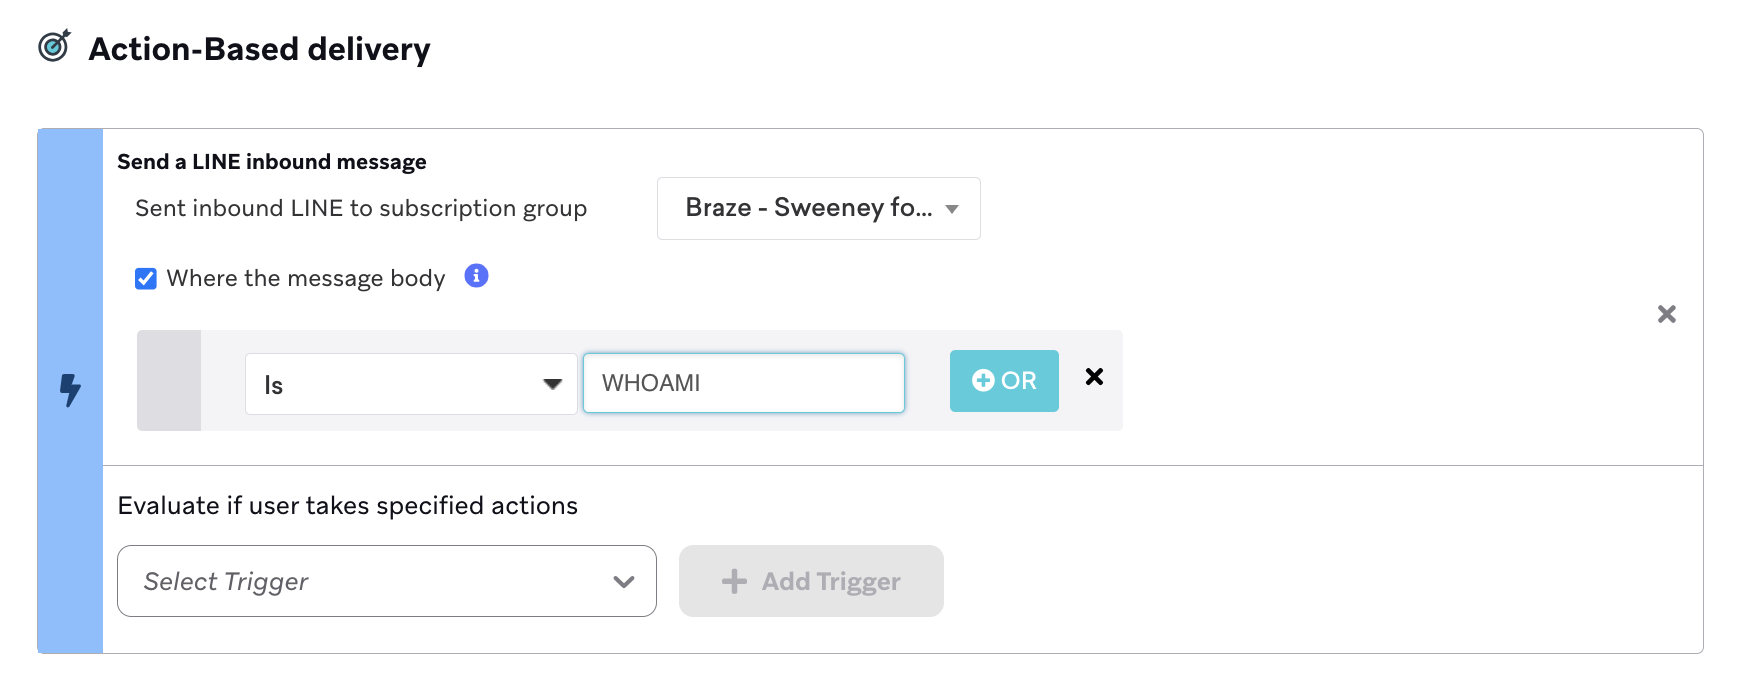 Action-Based delivery
Send a LINE inbound message
Sent inbound LINE to subscription group
Braze - Sweeney fo...
Where the message body
Is
WHOAMI
OR
Evaluate if user takes specified actions
Select Trigger
Add Trigger